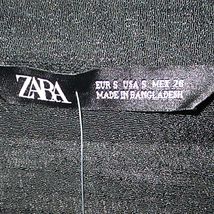 ZARA
EUR S USA S MEX 26
MADE IN BANGLADESH